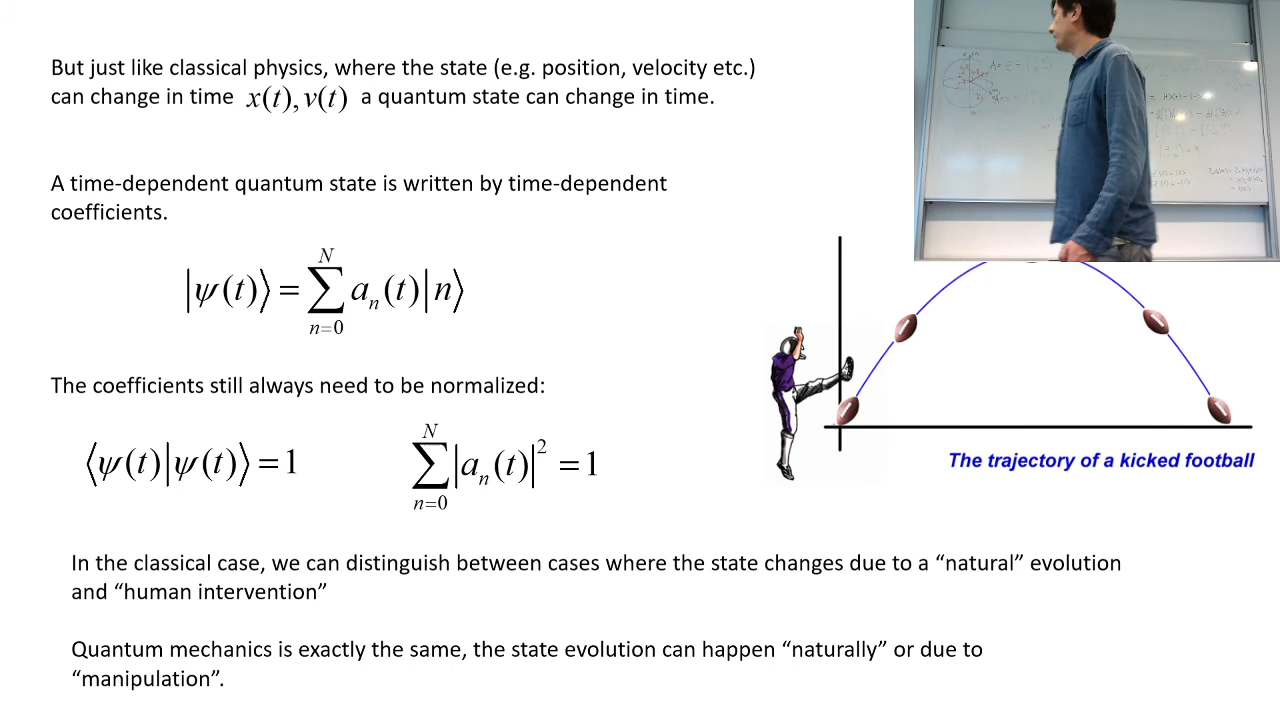 But just like classical physics, where the state (e.g. position, velocity etc.)
can change in time x(t), v(t) a quantum state can change in time.
A time-dependent quantum state is written by time-dependent
coefficients.
|ψ(t)⟩ = ∑_{n=0}^{N} a_n(t)|n⟩
The coefficients still always need to be normalized:
⟨ψ(t)|ψ(t)⟩ = 1 ∑_{n=0}^{N} |a_n(t)|² = 1
The trajectory of a kicked football
In the classical case, we can distinguish between cases where the state changes due to a “natural” evolution
and “human intervention”
Quantum mechanics is exactly the same, the state evolution can happen “naturally” or due to
“manipulation”.